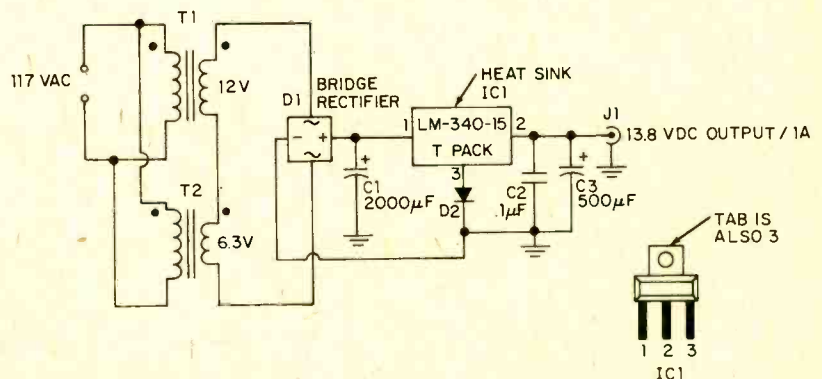 T1
117 VAC
12V
D1
BRIDGE
RECTIFIER
HEAT SINK
IC1
1
LM-340-15
T PACK
2
3
J1
13.8 VDC OUTPUT / 1A
+
C1
2000µF
D2
C2
.1µF
+
C3
500µF
T2
6.3V
- +
~
~
TAB IS
ALSO 3
1 2 3
IC1